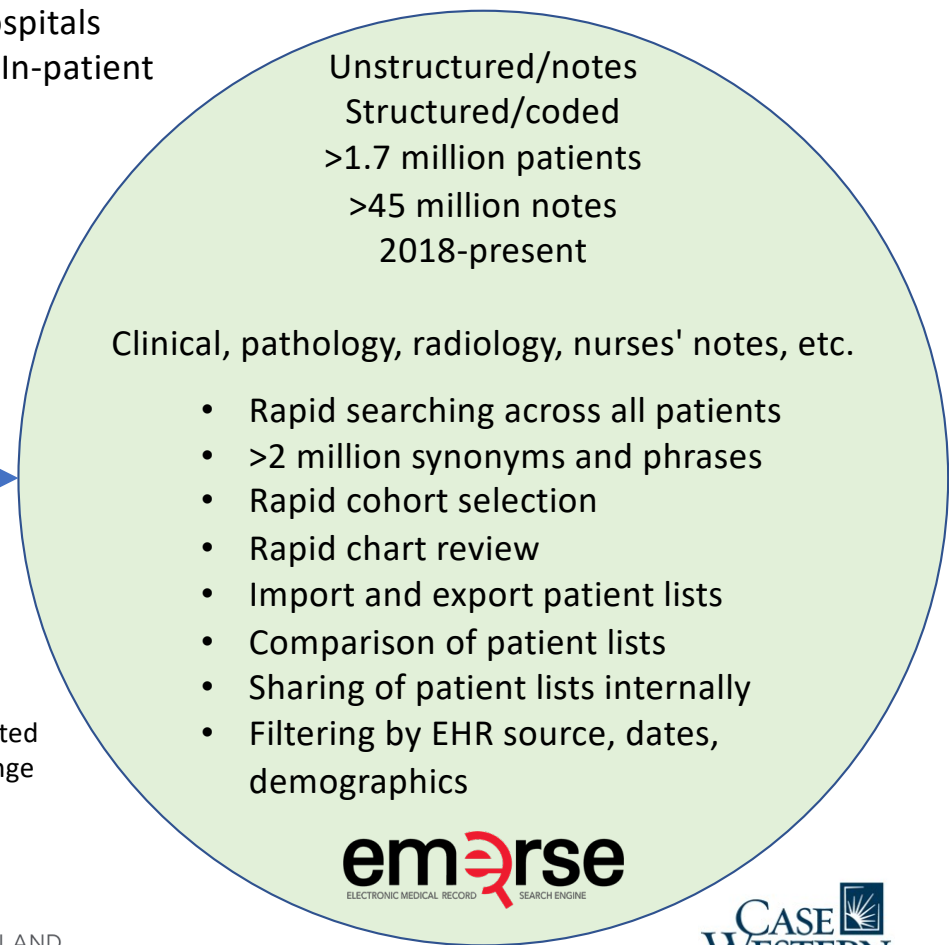 spitals
In-patient
Unstructured/notes
Structured/coded
>1.7 million patients
>45 million notes
2018-present
Clinical, pathology, radiology, nurses' notes, etc.
• Rapid searching across all patients
• >2 million synonyms and phrases
• Rapid cohort selection
• Rapid chart review
• Import and export patient lists
• Comparison of patient lists
• Sharing of patient lists internally
• Filtering by EHR source, dates,
demographics
ted
nge
emerse
ELECTRONIC MEDICAL RECORD SEARCH ENGINE
CASE
WESTERN
LAND